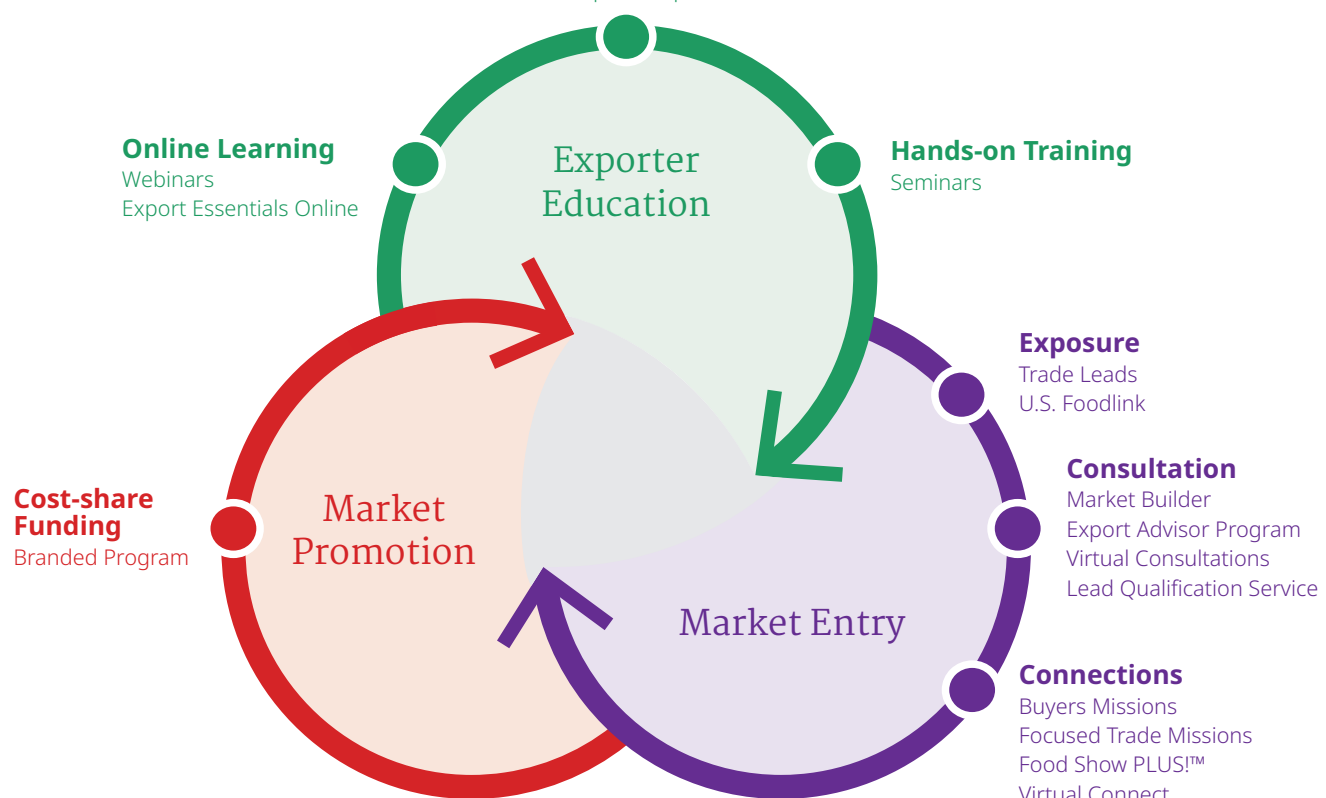 Online Learning
Webinars
Export Essentials Online
Exporter
Education
Hands-on Training
Seminars
Exposure
Trade Leads
U.S. Foodlink
Cost-share
Funding
Branded Program
Market
Promotion
Consultation
Market Builder
Export Advisor Program
Virtual Consultations
Lead Qualification Service
Market Entry
Connections
Buyers Missions
Focused Trade Missions
Food Show PLUS!™
Virtual Connect